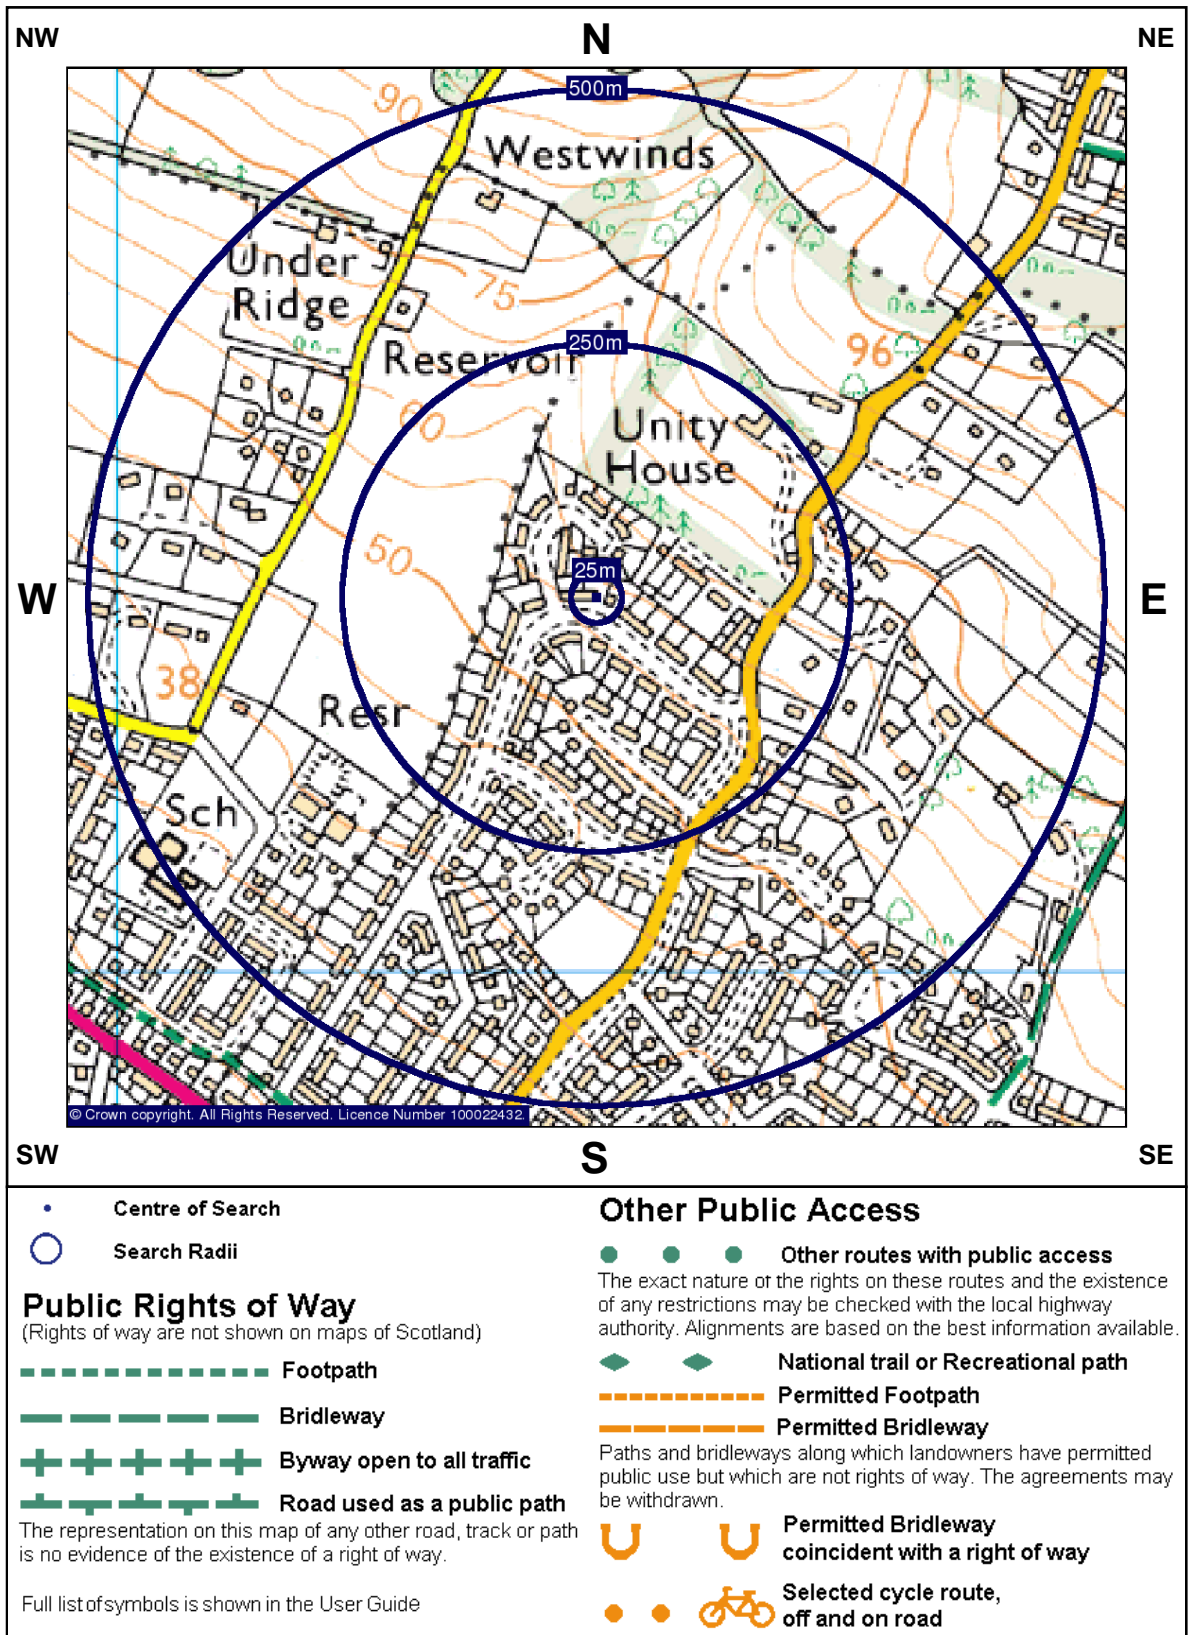 NW
N
NE
500m
90
Westwinds
Under
Ridge
75
Reservoir
250m
96
60
Unity
House
50
25m
W
E
38
Resr
Sch
© Crown copyright. All Rights Reserved. Licence Number 100022432.
SW
S
SE
Centre of Search
Search Radii
Public Rights of Way
(Rights of way are not shown on maps of Scotland)
Footpath
Bridleway
Byway open to all traffic
Road used as a public path
The representation on this map of any other road, track or path
is no evidence of the existence of a right of way.
Full list of symbols is shown in the User Guide
Other Public Access
Other routes with public access
The exact nature of the rights on these routes and the existence
of any restrictions may be checked with the local highway
authority. Alignments are based on the best information available.
National trail or Recreational path
Permitted Footpath
Permitted Bridleway
Paths and bridleways along which landowners have permitted
public use but which are not rights of way. The agreements may
be withdrawn.
Permitted Bridleway
coincident with a right of way
Selected cycle route,
off and on road